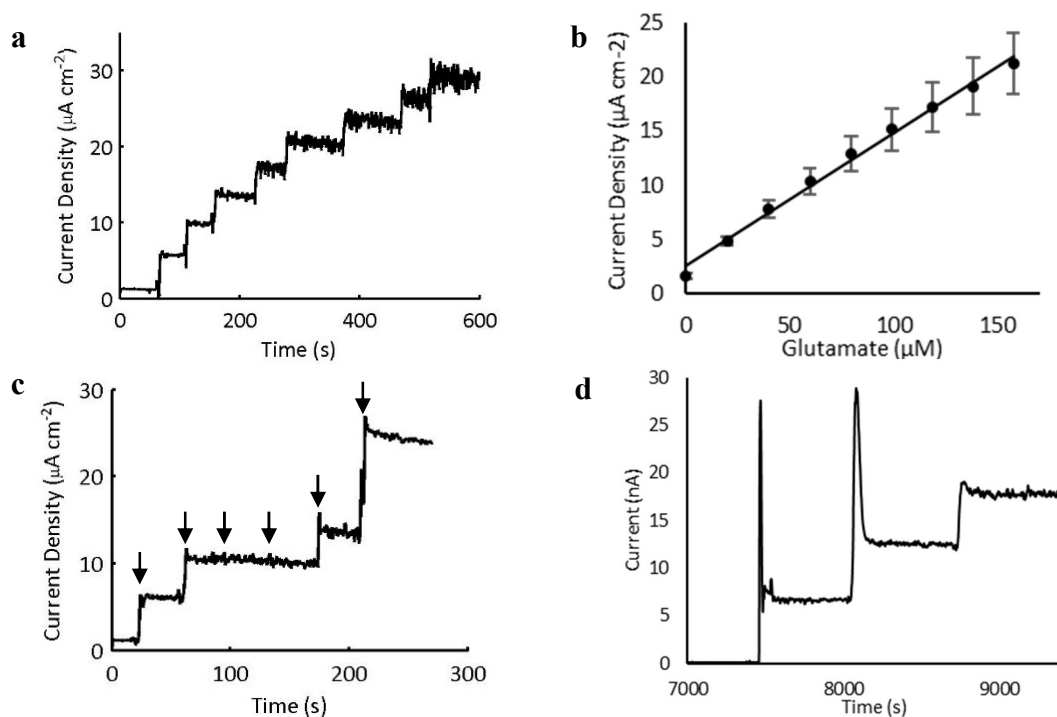 a
Current Density (µA cm⁻²)
30
20
10
0
0 200 400 600
Time (s)
b
Current Density (µA cm-2)
25
20
15
10
5
0
0 50 100 150
Glutamate (µM)
c
Current Density (µA cm⁻²)
30
20
10
0
0 100 200 300
Time (s)
d
Current (nA)
30
25
20
15
10
5
0
7000 8000 9000
Time (s)